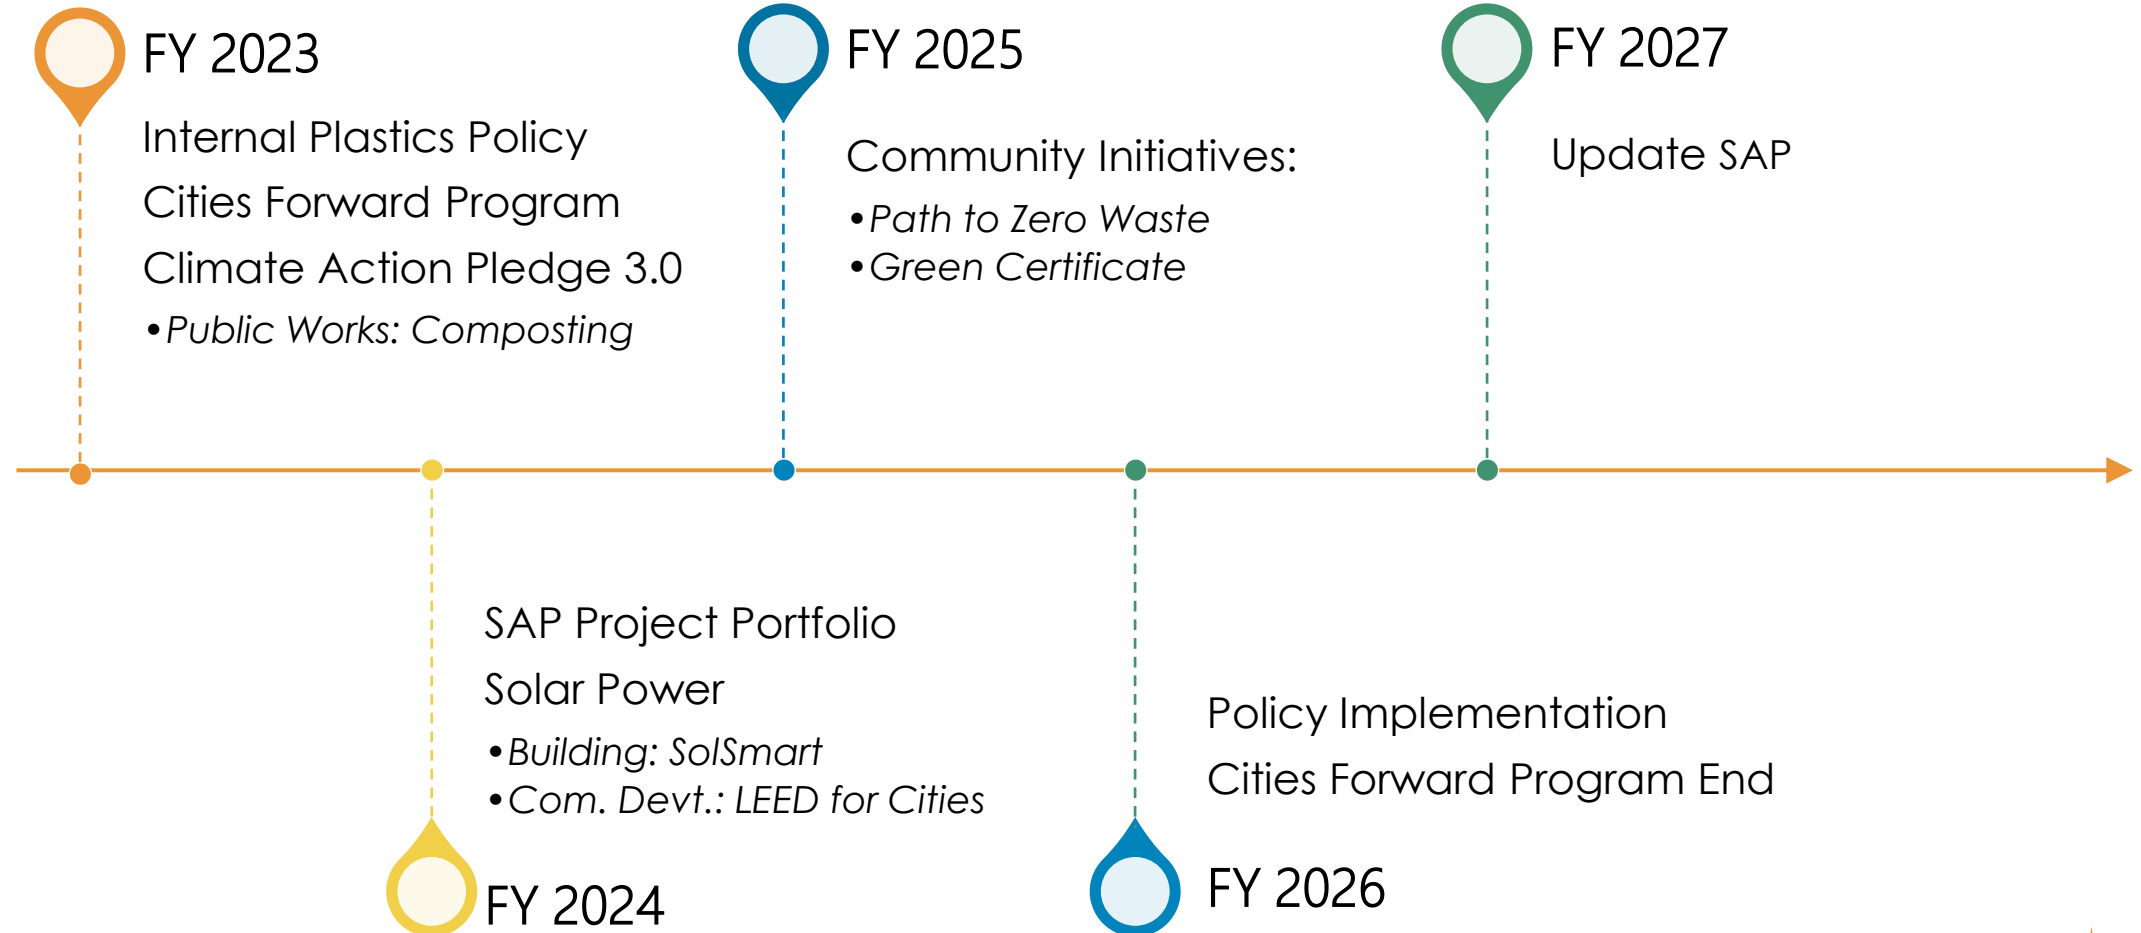 FY 2023
Internal Plastics Policy
Cities Forward Program
Climate Action Pledge 3.0
•Public Works: Composting
SAP Project Portfolio
Solar Power
•Building: SolSmart
•Com. Devt.: LEED for Cities
FY 2024
FY 2025
Community Initiatives:
•Path to Zero Waste
•Green Certificate
Policy Implementation
Cities Forward Program End
FY 2026
FY 2027
Update SAP